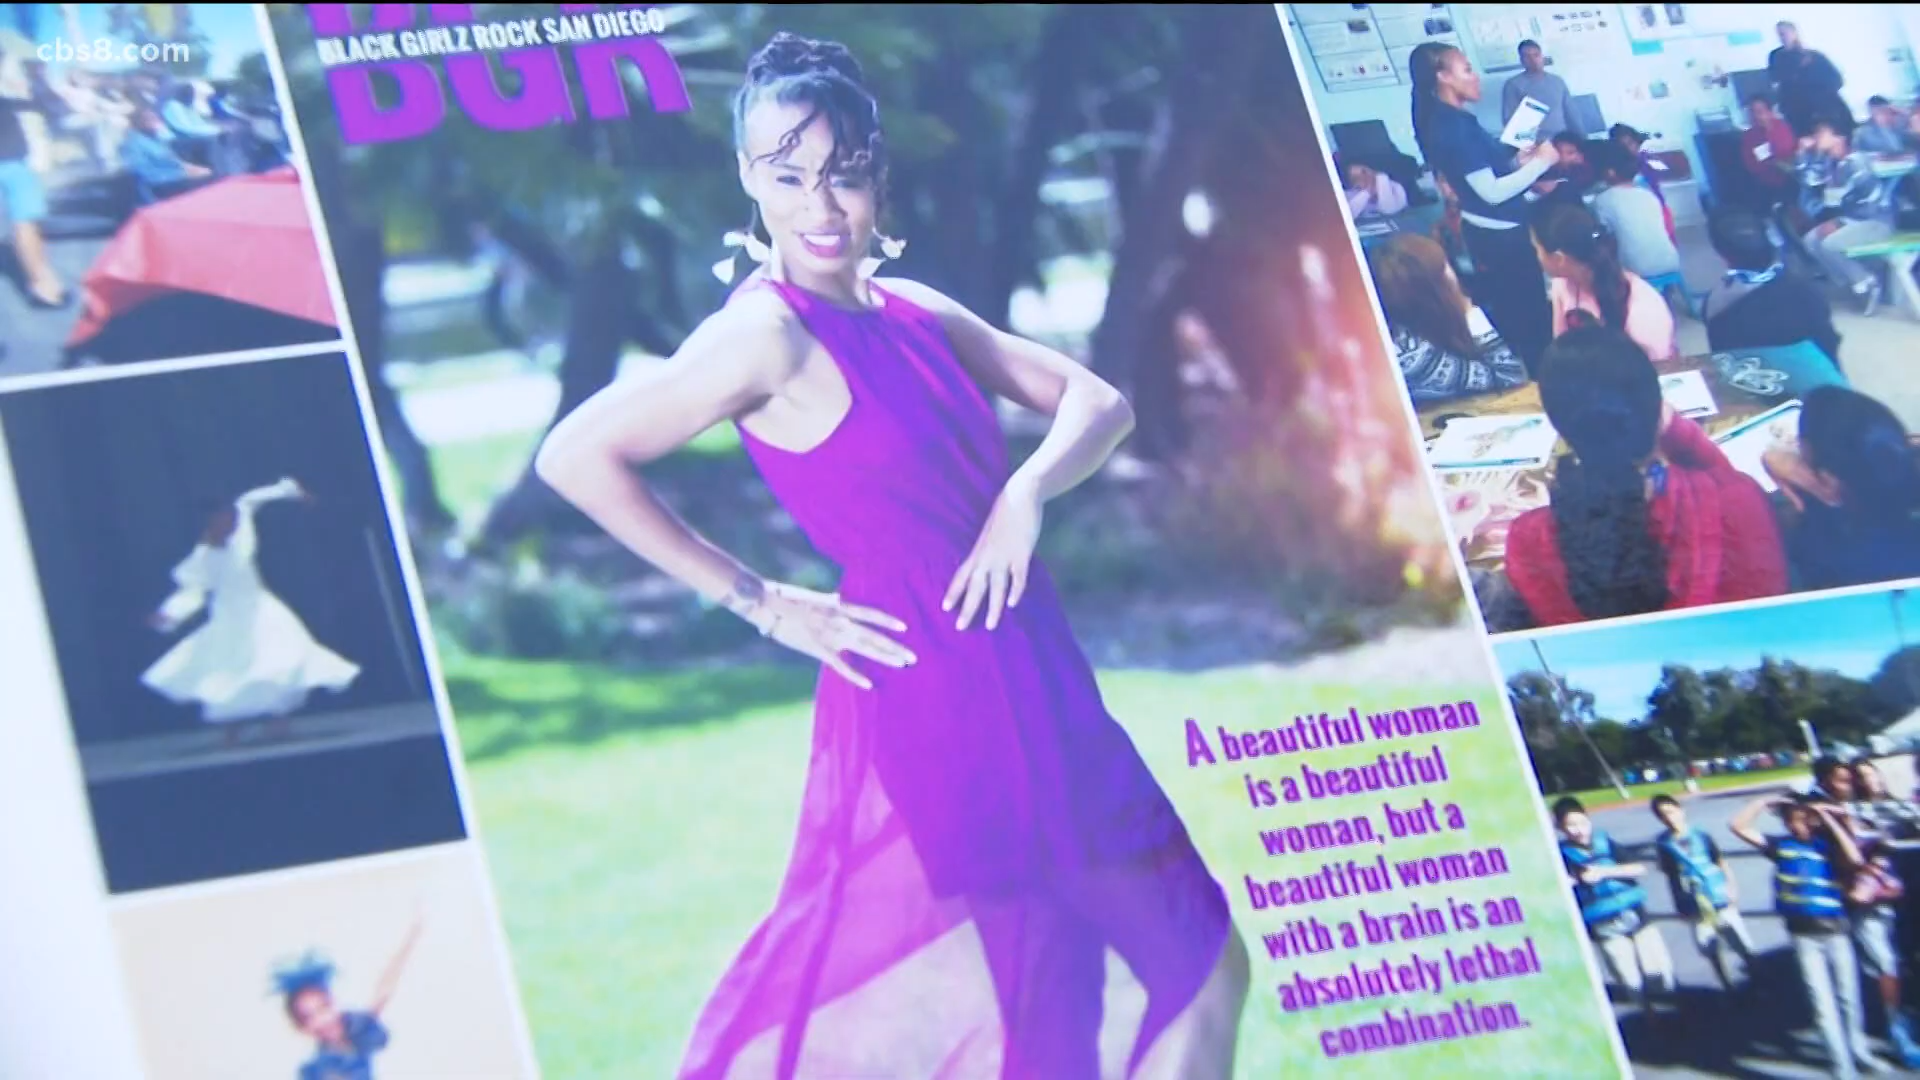 cbs8.com
BLACK GIRLZ ROCK SAN DIEGO
BGR
A beautiful woman
is a beautiful
woman, but a
beautiful woman
with a brain is an
absolutely lethal
combination.